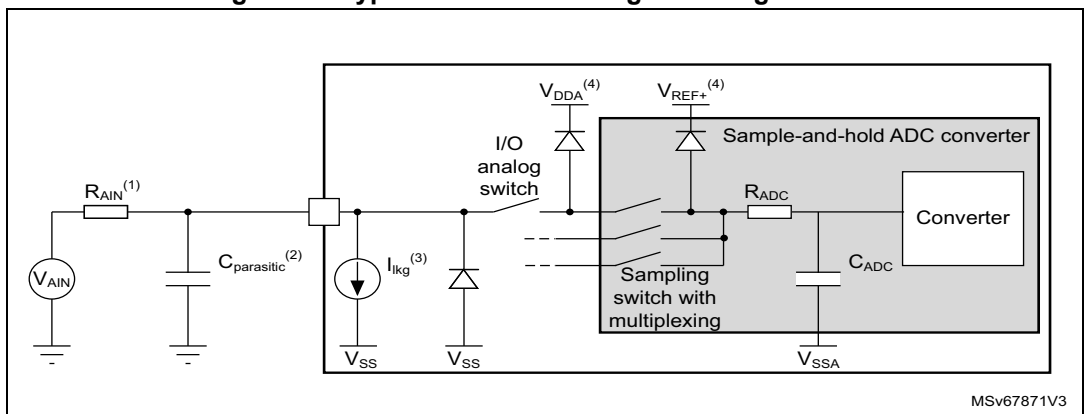 V_DDA(4)
V_REF+(4)
Sample-and-hold ADC converter
I/O
analog
switch
R_AIN(1)
R_ADC
Converter
V_AIN
C_parasitic(2)
I_lkg(3)
Sampling
switch with
multiplexing
C_ADC
V_SS
V_SS
V_SSA
MSv67871V3